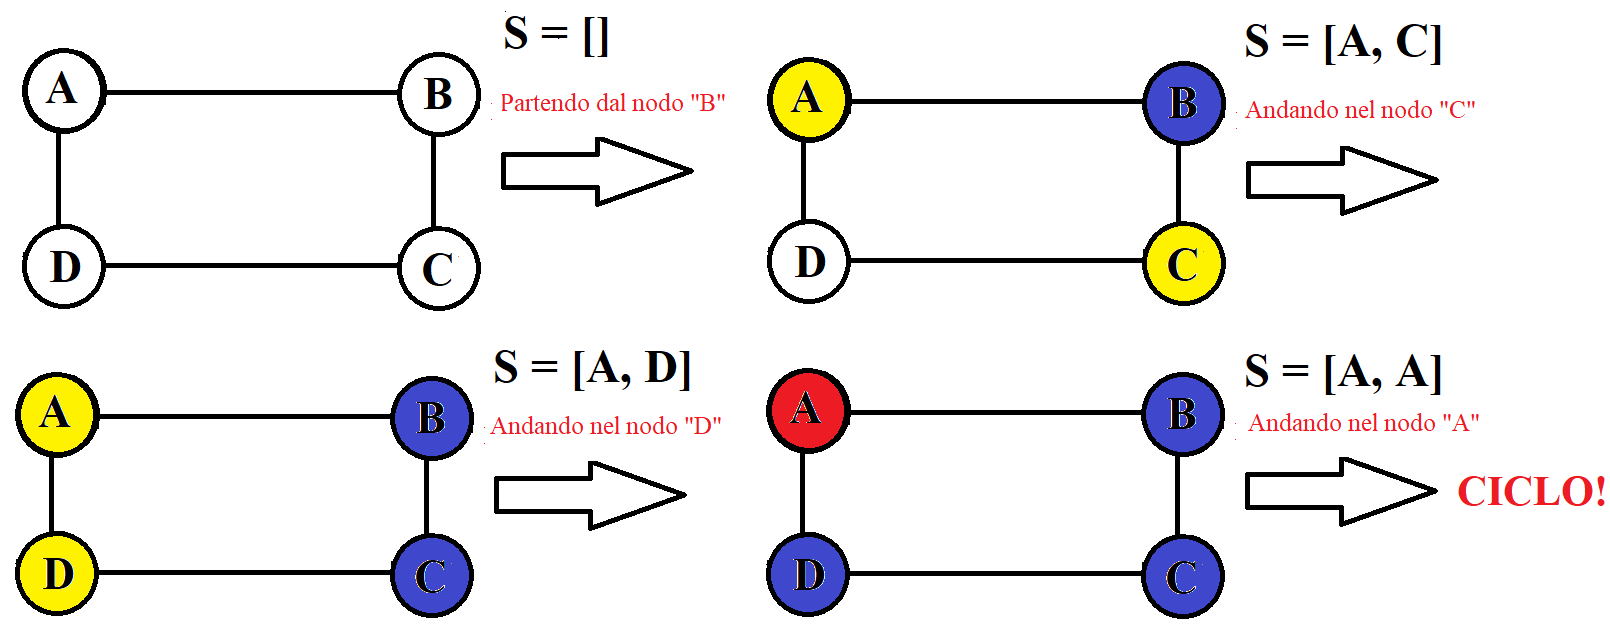 S = []
A
B
Partendo dal nodo "B"
D
C
S = [A, C]
A
B
Andando nel nodo "C"
D
C
S = [A, D]
A
B
Andando nel nodo "D"
D
C
S = [A, A]
A
B
Andando nel nodo "A"
CICLO!
D
C